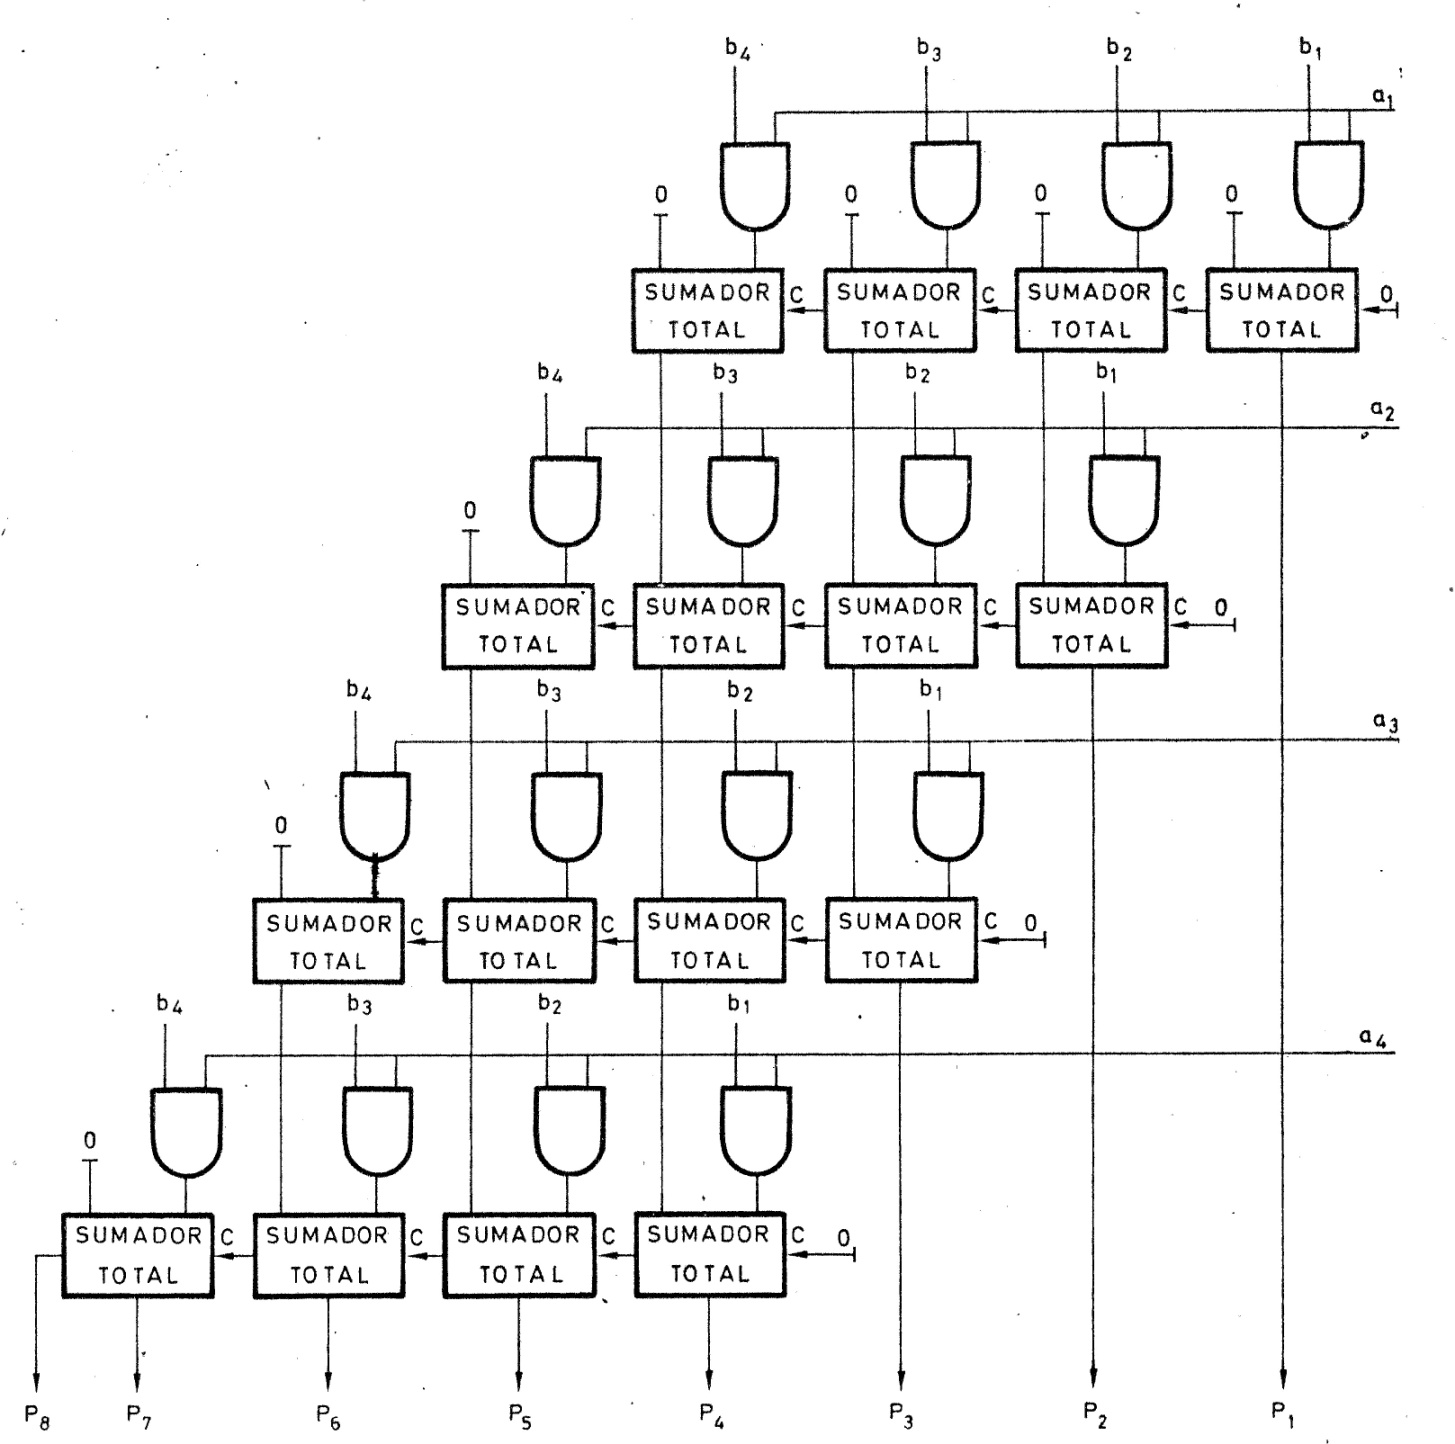 b4 b3 b2 b1
a1
0 0 0 0
SUMADOR TOTAL C SUMADOR TOTAL C SUMADOR TOTAL C SUMADOR TOTAL 0
b4 b3 b2 b1
a2
0
SUMADOR TOTAL C SUMADOR TOTAL C SUMADOR TOTAL C SUMADOR TOTAL C 0
b4 b3 b2 b1
a3
0
SUMADOR TOTAL C SUMADOR TOTAL C SUMADOR TOTAL C SUMADOR TOTAL C 0
b4 b3 b2 b1
a4
0
SUMADOR TOTAL C SUMADOR TOTAL C SUMADOR TOTAL C SUMADOR TOTAL C 0
P8 P7 P6 P5 P4 P3 P2 P1